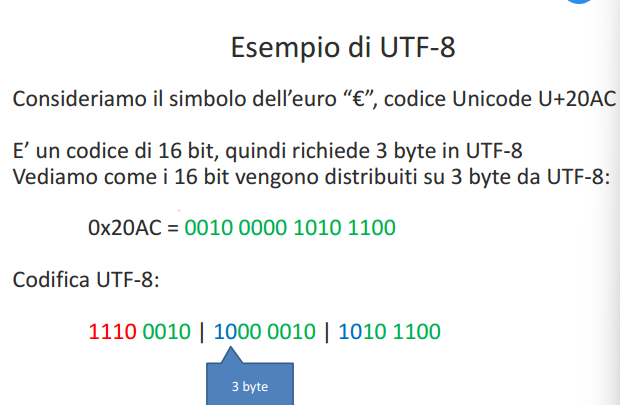 Esempio di UTF-8
Consideriamo il simbolo dell’euro “€”, codice Unicode U+20AC
E’ un codice di 16 bit, quindi richiede 3 byte in UTF-8
Vediamo come i 16 bit vengono distribuiti su 3 byte da UTF-8:
0x20AC = 0010 0000 1010 1100
Codifica UTF-8:
1110 0010 | 1000 0010 | 1010 1100
3 byte